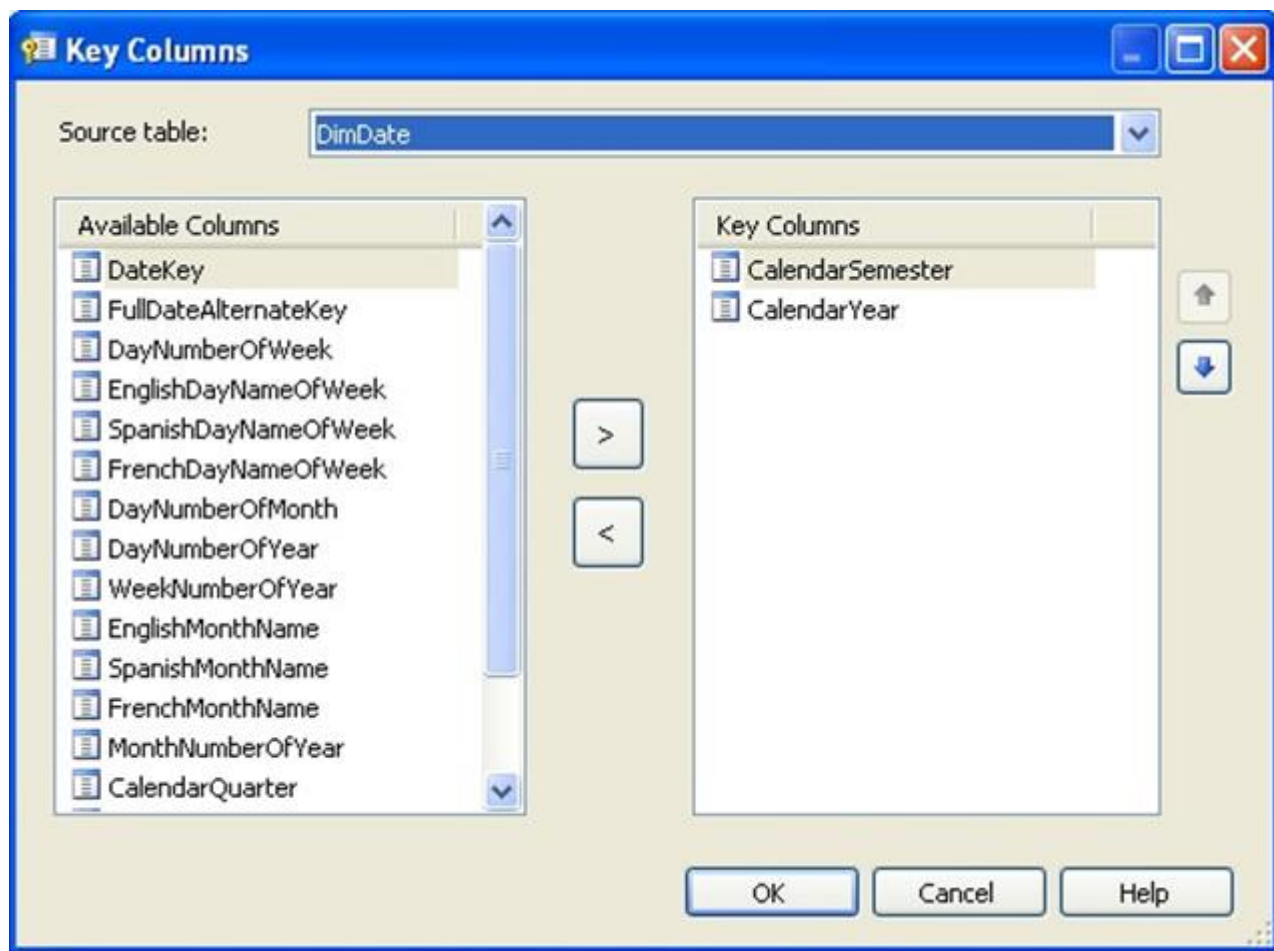 Key Columns
Source table:
DimDate
Available Columns
DateKey
FullDateAlternateKey
DayNumberOfWeek
EnglishDayNameOfWeek
SpanishDayNameOfWeek
FrenchDayNameOfWeek
DayNumberOfMonth
DayNumberOfYear
WeekNumberOfYear
EnglishMonthName
SpanishMonthName
FrenchMonthName
MonthNumberOfYear
CalendarQuarter
>
<
Key Columns
CalendarSemester
CalendarYear
OK
Cancel
Help